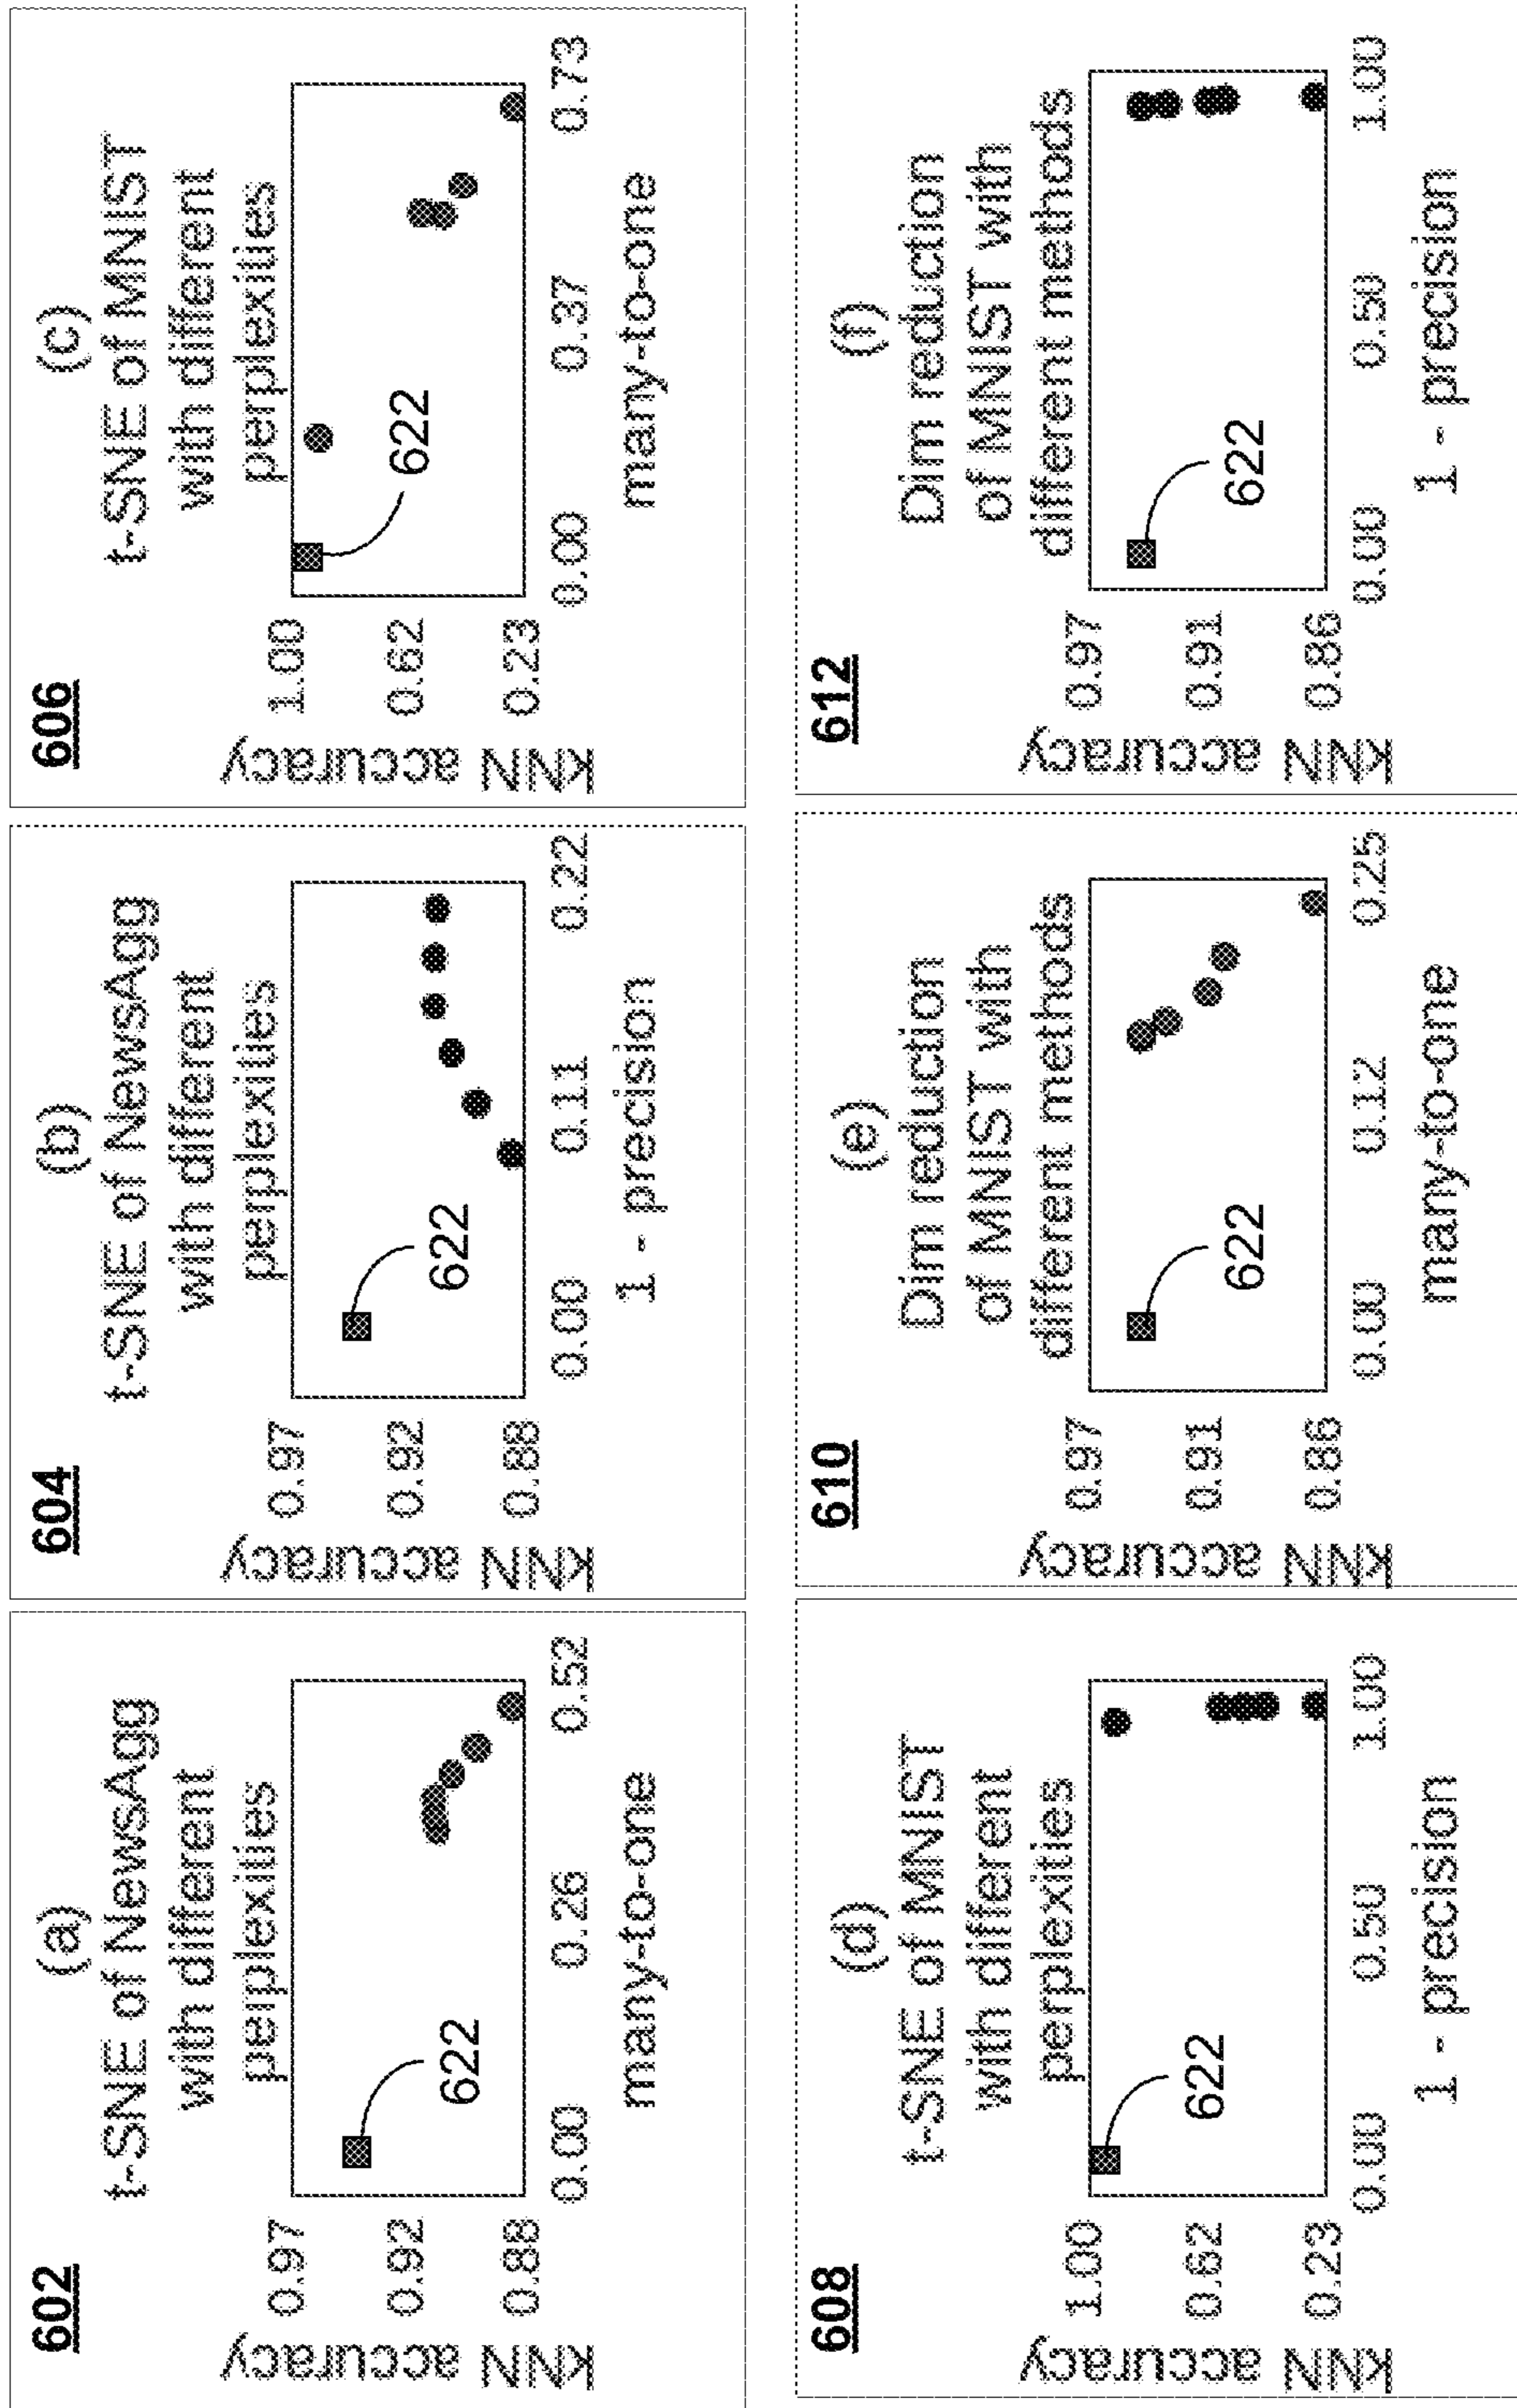 602
(a)
t-SNE of NewsAgg
with different
perplexities
KNN
accuracy
0.97
0.92
0.88
622
0.00
0.26
0.52
many-to-one
604
(b)
t-SNE of NewsAgg
with different
perplexities
KNN
accuracy
0.97
0.92
0.88
622
0.00
0.11
0.22
1 - precision
606
(c)
t-SNE of MNIST
with different
perplexities
KNN
accuracy
1.00
0.62
0.23
622
0.00
0.37
0.73
many-to-one
608
(d)
t-SNE of MNIST
with different
perplexities
KNN
accuracy
1.00
0.62
0.23
622
0.00
0.50
1.00
1 - precision
610
(e)
Dim reduction
of MNIST with
different methods
KNN
accuracy
0.97
0.91
0.86
622
0.00
0.12
0.25
many-to-one
612
(f)
Dim reduction
of MNIST with
different methods
KNN
accuracy
0.97
0.91
0.86
622
0.00
0.50
1.00
1 - precision